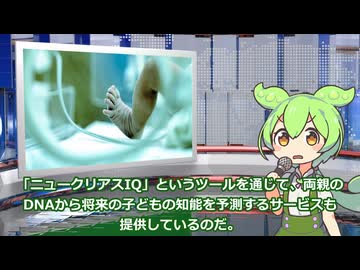 「ニュークリアスIQ」というツールを通じて、両親の
DNAから将来の子どもの知能を予測するサービスも
提供しているのだ。